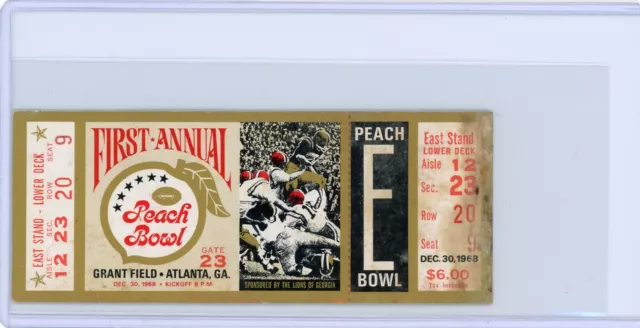 EAST STAND - LOWER DECK
AISLE 12 SEC. 23 ROW 20 SEAT 9
FIRST-ANNUAL
Peach
Bowl
GATE
23
GRANT FIELD • ATLANTA, GA.
DEC. 30, 1968 • KICKOFF 8 P.M.
SPONSORED BY THE LIONS OF GEORGIA
PEACH
E
BOWL
East Stand
LOWER DECK
Aisle 12
Sec. 23
Row 20
Seat 9
DEC. 30, 1968
$6.00
Tax Included